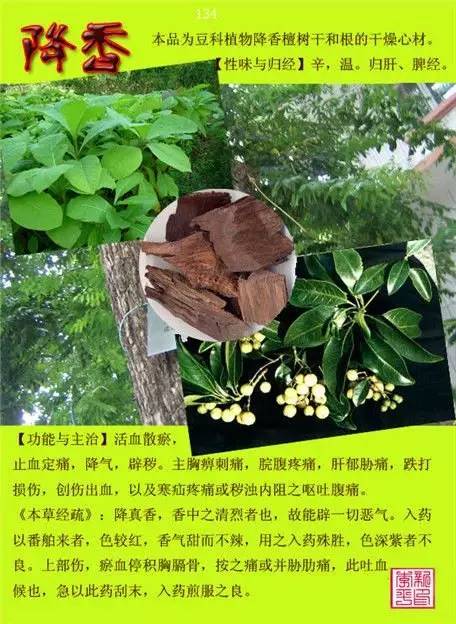 134
降香
本品为豆科植物降香檀树干和根的干燥心材。
【性味与归经】辛，温。归肝、脾经。
【功能与主治】活血散瘀，
止血定痛，降气，辟秽。主胸痹刺痛，脘腹疼痛，肝郁胁痛，跌打
损伤，创伤出血，以及寒疝疼痛或秽浊内阻之呕吐腹痛。
《本草经疏》：降真香，香中之清烈者也，故能辟一切恶气。入药
以番舶来者，色较红，香气甜而不辣，用之入药殊胜，色深紫者不
良。上部伤，瘀血停积胸膈骨，按之痛或并胁肋痛，此吐血
候也，急以此药刮末，入药煎服之良。